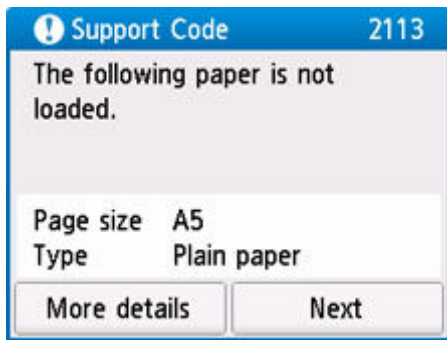 Support Code 2113
The following paper is not
loaded.
Page size A5
Type Plain paper
More details Next